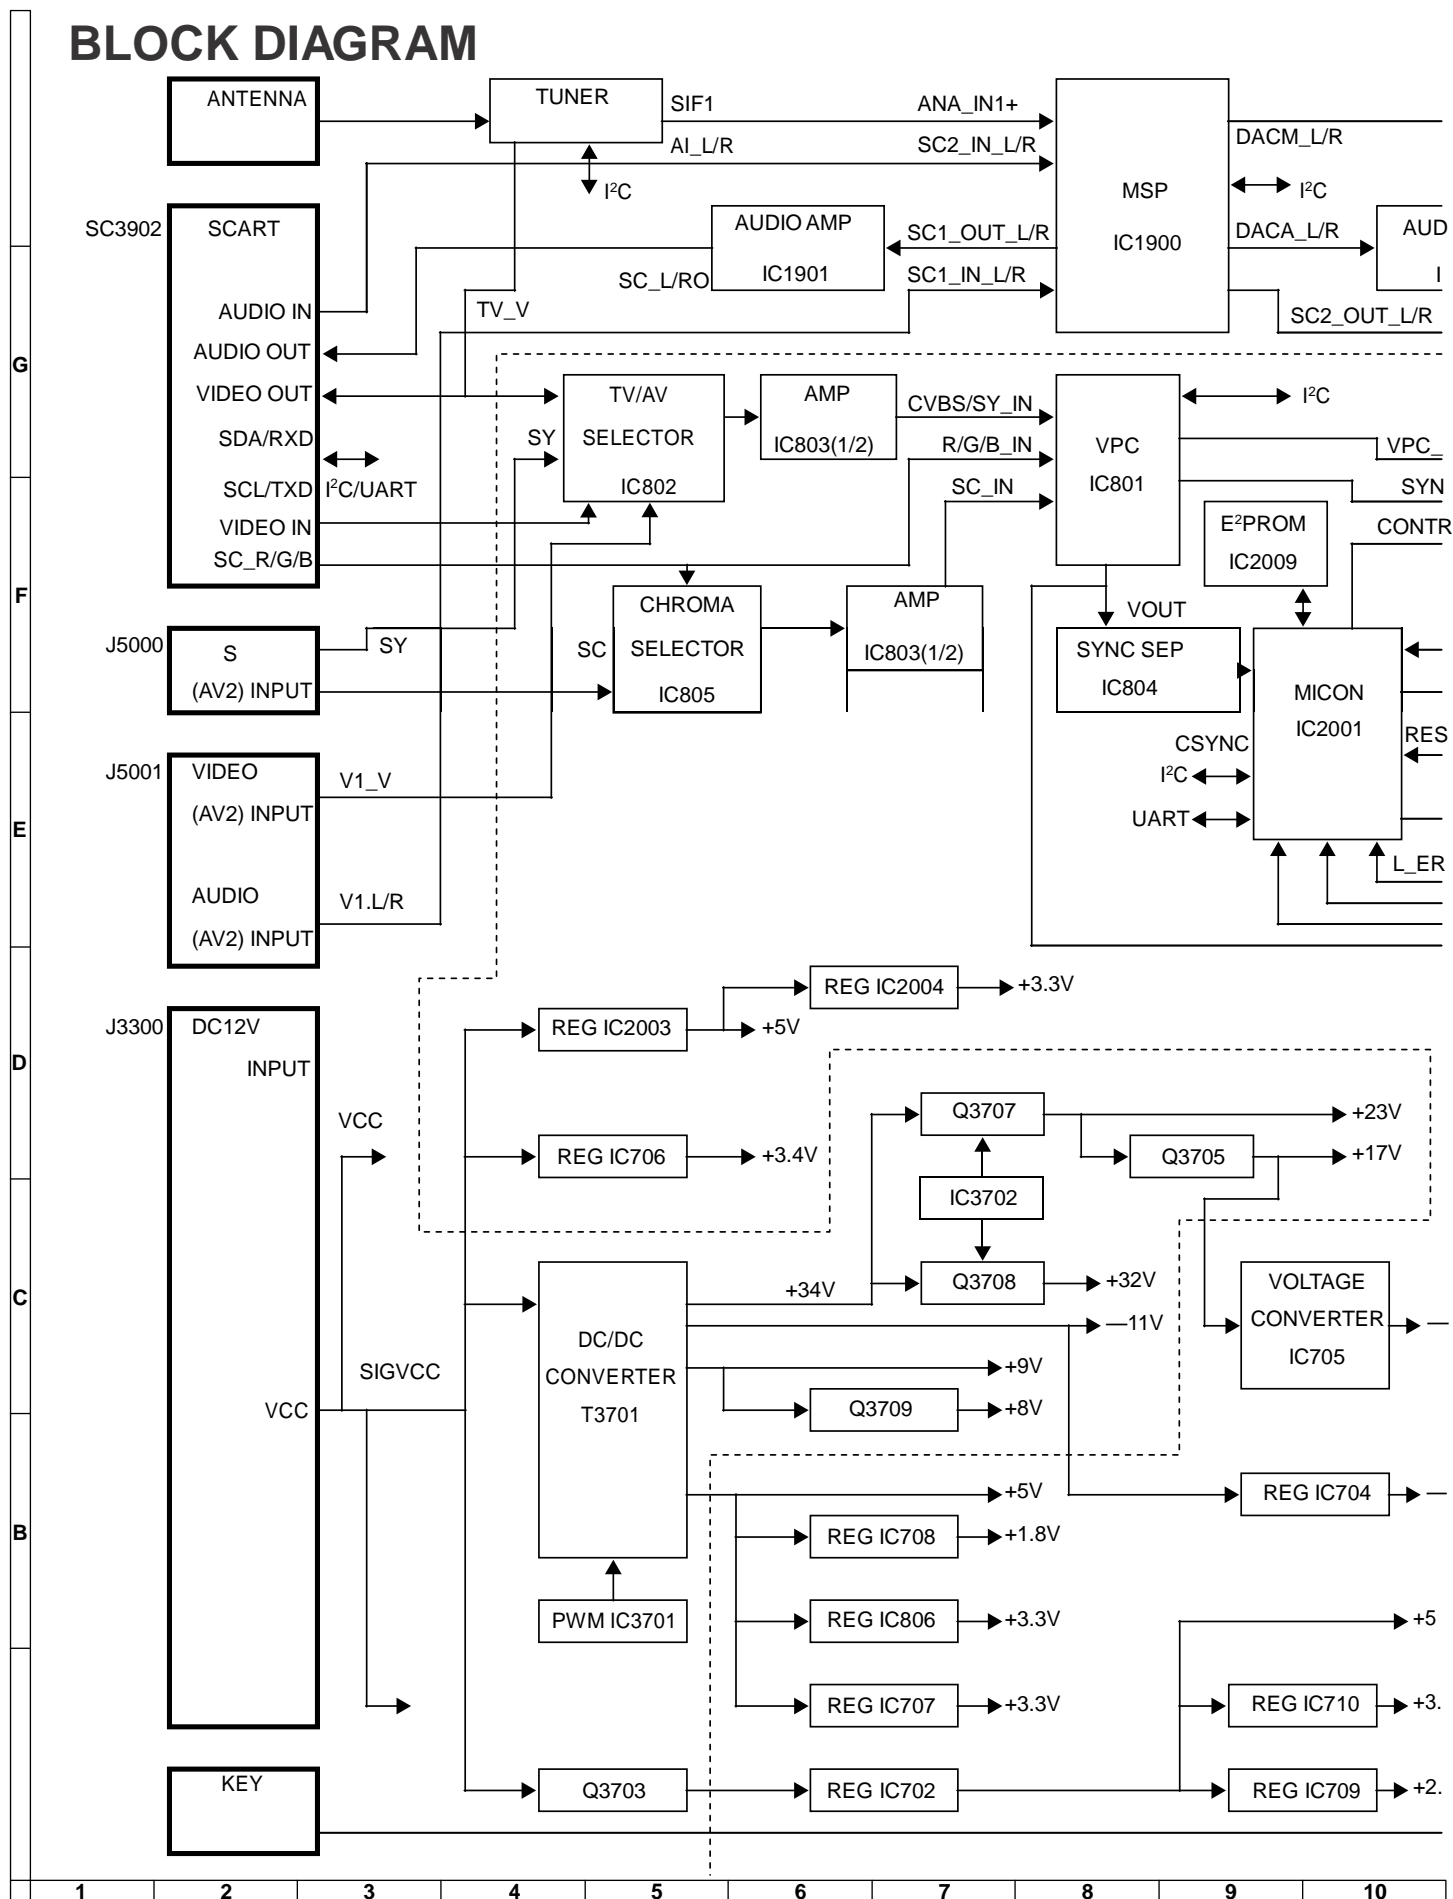 BLOCK DIAGRAM
ANTENNA
TUNER
SIF1
ANA_IN1+
AI_L/R
SC2_IN_L/R
I²C
MSP
IC1900
DACM_L/R
I²C
DACA_L/R
AUD
I
SC2_OUT_L/R
SC3902
SCART
AUDIO AMP
IC1901
SC1_OUT_L/R
SC_L/RO
SC1_IN_L/R
AUDIO IN
TV_V
AUDIO OUT
VIDEO OUT
SDA/RXD
SCL/TXD
I²C/UART
VIDEO IN
SC_R/G/B
TV/AV
SELECTOR
IC802
SY
AMP
IC803(1/2)
CVBS/SY_IN
R/G/B_IN
SC_IN
VPC
IC801
I²C
VPC_
SYN
CONTR
E²PROM
IC2009
J5000
S
(AV2) INPUT
SY
SC
CHROMA
SELECTOR
IC805
AMP
IC803(1/2)
VOUT
SYNC SEP
IC804
MICON
IC2001
CSYNC
I²C
UART
RES
L_ER
J5001
VIDEO
(AV2) INPUT
V1_V
AUDIO
(AV2) INPUT
V1.L/R
J3300
DC12V
INPUT
VCC
REG IC2003
+5V
REG IC2004
+3.3V
REG IC706
+3.4V
Q3707
+23V
Q3705
+17V
IC3702
Q3708
+32V
+34V
—11V
VOLTAGE
CONVERTER
IC705
—
DC/DC
CONVERTER
T3701
SIGVCC
VCC
+9V
Q3709
+8V
+5V
REG IC704
—
REG IC708
+1.8V
PWM IC3701
REG IC806
+3.3V
+5
REG IC707
+3.3V
REG IC710
+3.
KEY
Q3703
REG IC702
REG IC709
+2.
G
F
E
D
C
B
1
2
3
4
5
6
7
8
9
10